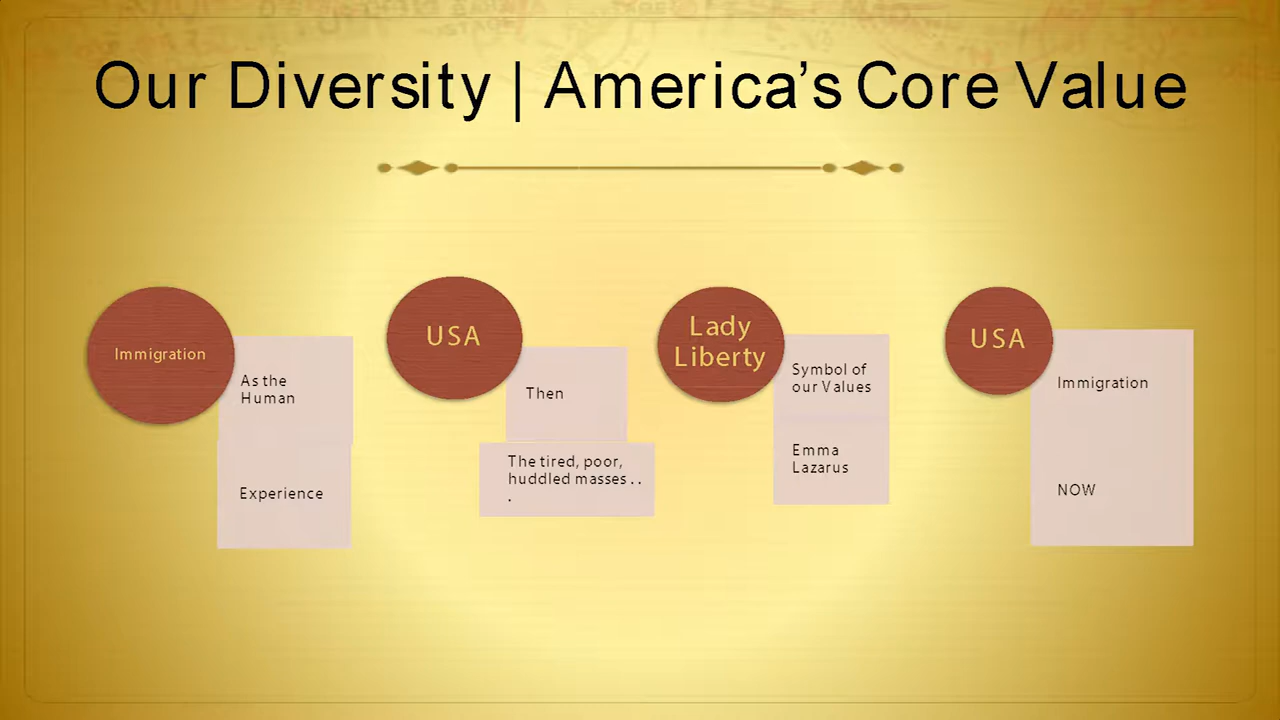 Our Diversity | America’s Core Value
Immigration
As the
Human
Experience
USA
Then
The tired, poor,
huddled masses . .
.
Lady
Liberty
Symbol of
our Values
Emma
Lazarus
USA
Immigration
NOW